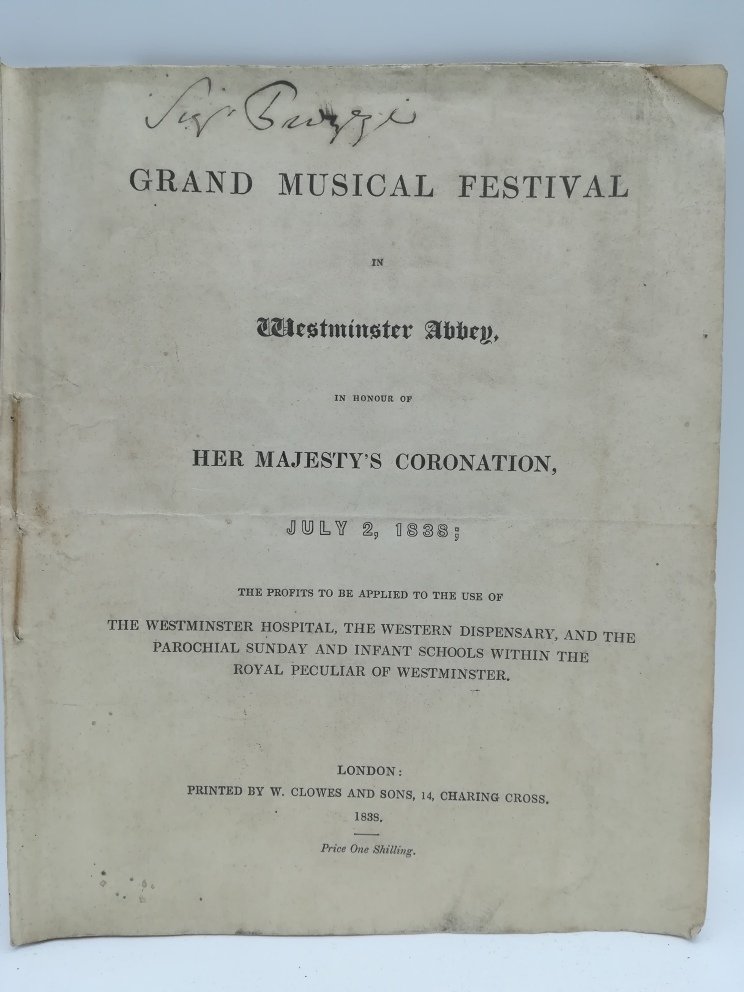 Sigr Puzzi
GRAND MUSICAL FESTIVAL
IN
Westminster Abbey,
IN HONOUR OF
HER MAJESTY'S CORONATION,
JULY 2, 1838;
THE PROFITS TO BE APPLIED TO THE USE OF
THE WESTMINSTER HOSPITAL, THE WESTERN DISPENSARY, AND THE
PAROCHIAL SUNDAY AND INFANT SCHOOLS WITHIN THE
ROYAL PECULIAR OF WESTMINSTER.
LONDON:
PRINTED BY W. CLOWES AND SONS, 14, CHARING CROSS.
1838.
Price One Shilling.